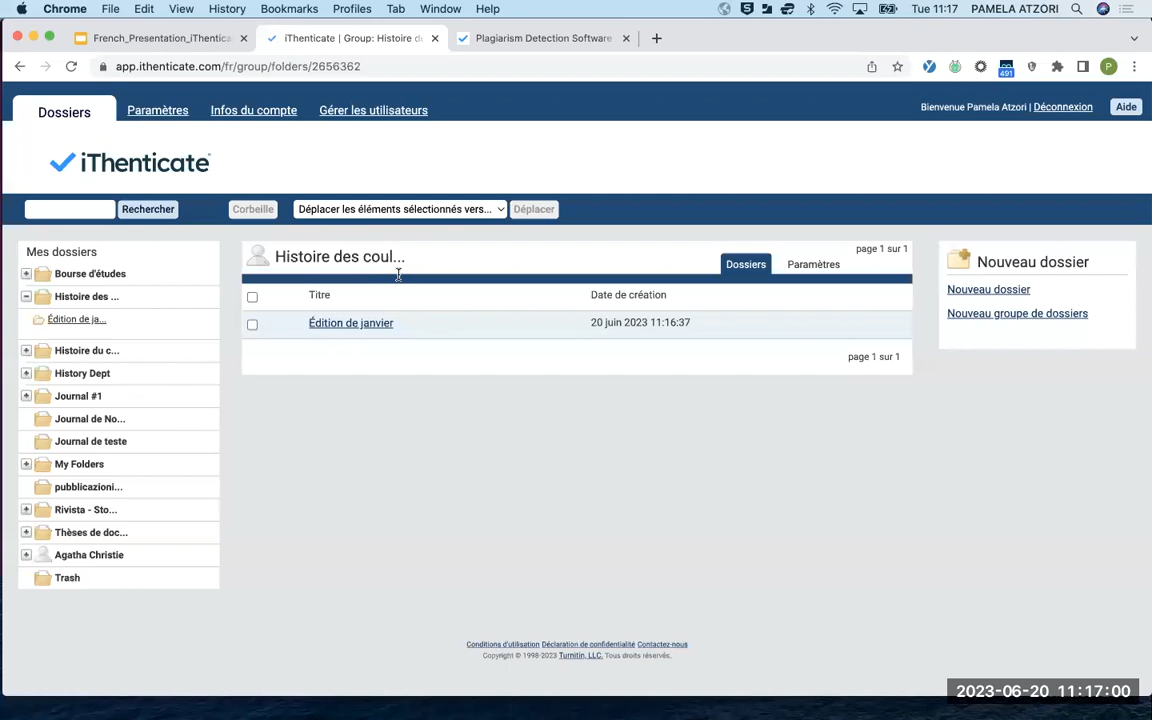 Chrome File Edit View History Bookmarks Profiles Tab Window Help Tue 11:17 PAMELA ATZORI
French_Presentation_iThentica
iThenticate | Group: Histoire d
Plagiarism Detection Software
app.ithenticate.com/fr/group/folders/2656362
491
P
Dossiers Paramètres Infos du compte Gérer les utilisateurs
Bienvenue Pamela Atzori | Déconnexion Aide
iThenticate
Rechercher Corbeille Déplacer les éléments sélectionnés vers... Déplacer
Mes dossiers
Bourse d'études
Histoire des ...
Édition de ja...
Histoire du c...
History Dept
Journal #1
Journal de No...
Journal de teste
My Folders
pubblicazioni...
Rivista - Sto...
Thèses de doc...
Agatha Christie
Trash
Histoire des coul...
page 1 sur 1
Dossiers Paramètres
Titre Date de création
Édition de janvier 20 juin 2023 11:16:37
page 1 sur 1
Nouveau dossier
Nouveau dossier
Nouveau groupe de dossiers
Conditions d'utilisation Déclaration de confidentialité Contactez-nous
Copyright © 1998-2023 Turnitin, LLC. Tous droits réservés.
2023-06-20 11:17:00